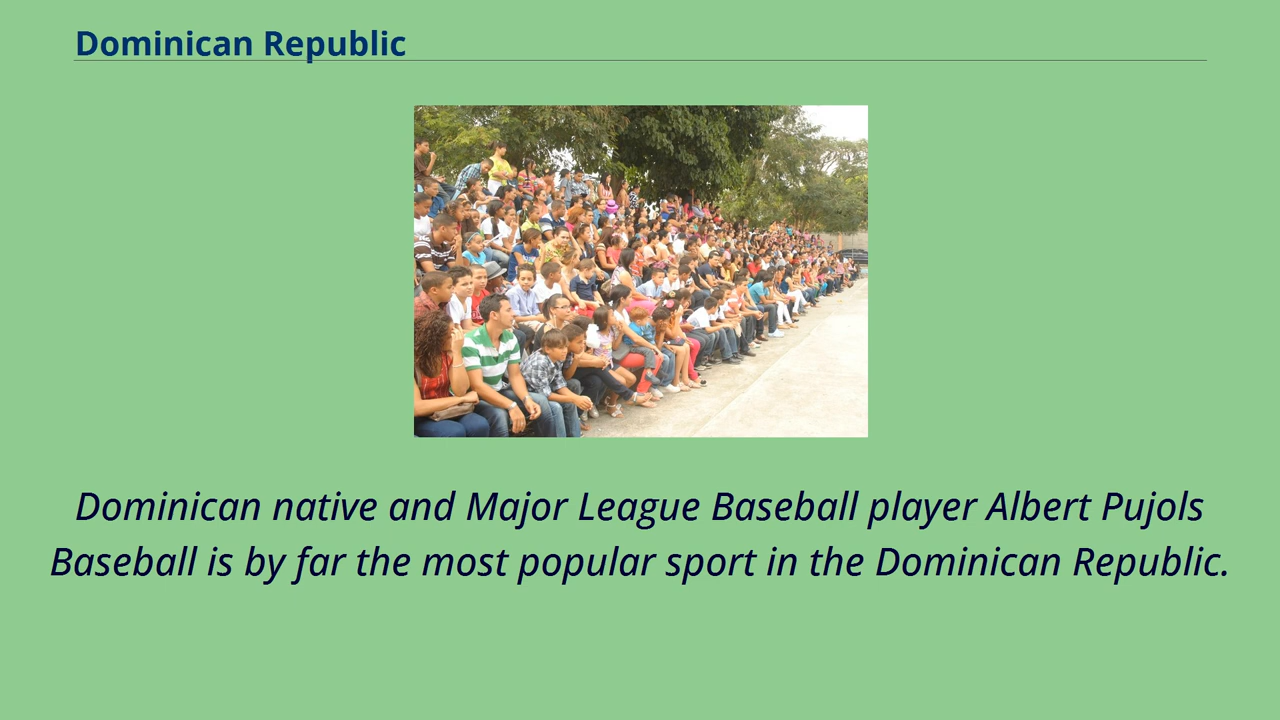 Dominican Republic
Dominican native and Major League Baseball player Albert Pujols
Baseball is by far the most popular sport in the Dominican Republic.